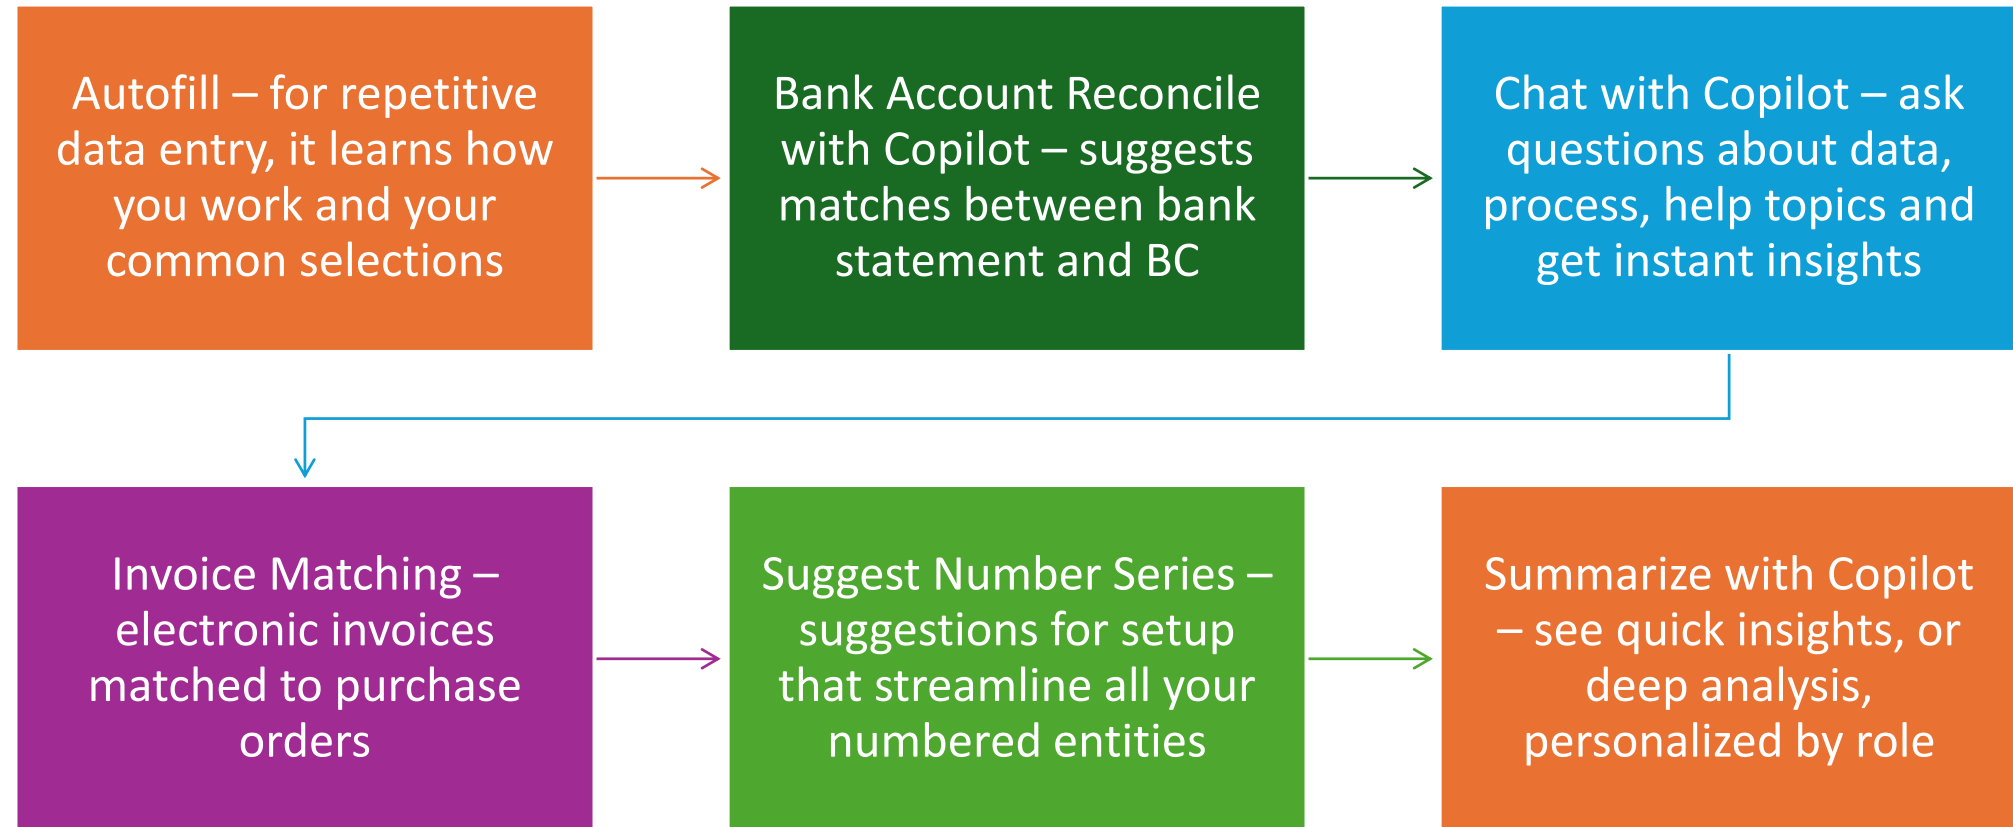 Autofill – for repetitive
data entry, it learns how
you work and your
common selections
Bank Account Reconcile
with Copilot – suggests
matches between bank
statement and BC
Chat with Copilot – ask
questions about data,
process, help topics and
get instant insights
Invoice Matching –
electronic invoices
matched to purchase
orders
Suggest Number Series –
suggestions for setup
that streamline all your
numbered entities
Summarize with Copilot
– see quick insights, or
deep analysis,
personalized by role